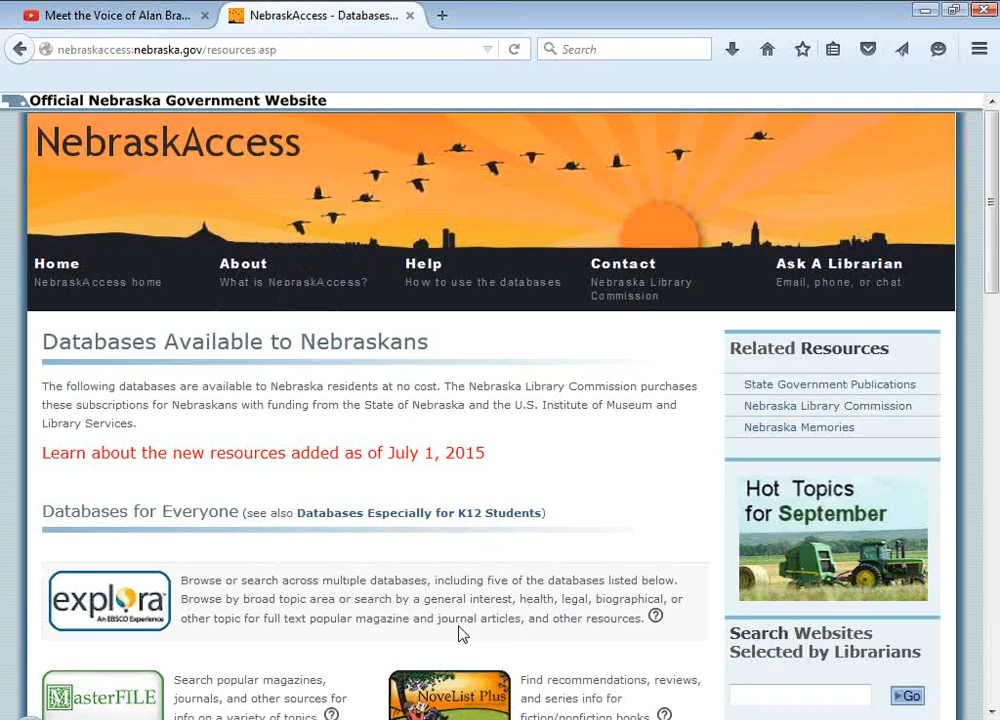 Meet the Voice of Alan Bra...
NebraskAccess - Databases...
nebraskaccess.nebraska.gov/resources.asp
Search
Official Nebraska Government Website
NebraskAccess
Home
NebraskAccess home
About
What is NebraskAccess?
Help
How to use the databases
Contact
Nebraska Library
Commission
Ask A Librarian
Email, phone, or chat
Databases Available to Nebraskans
The following databases are available to Nebraska residents at no cost. The Nebraska Library Commission purchases
these subscriptions for Nebraskans with funding from the State of Nebraska and the U.S. Institute of Museum and
Library Services.
Learn about the new resources added as of July 1, 2015
Databases for Everyone (see also Databases Especially for K12 Students)
explora
An EBSCO Experience
Browse or search across multiple databases, including five of the databases listed below.
Browse by broad topic area or search by a general interest, health, legal, biographical, or
other topic for full text popular magazine and journal articles, and other resources. ?
MasterFILE
Search popular magazines,
journals, and other sources for
info on a variety of topics. ?
NoveList Plus
Find recommendations, reviews,
and series info for
fiction/nonfiction books. ?
Related Resources
State Government Publications
Nebraska Library Commission
Nebraska Memories
Hot Topics
for September
Search Websites
Selected by Librarians
Go